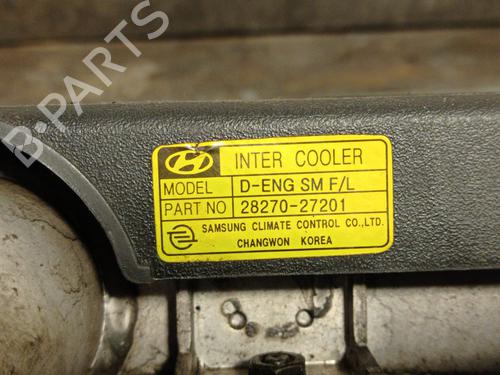 B-PARTS
INTER COOLER
MODEL D-ENG SM F/L
PART NO 28270-27201
SAMSUNG CLIMATE CONTROL CO.,LTD.
CHANGWON KOREA